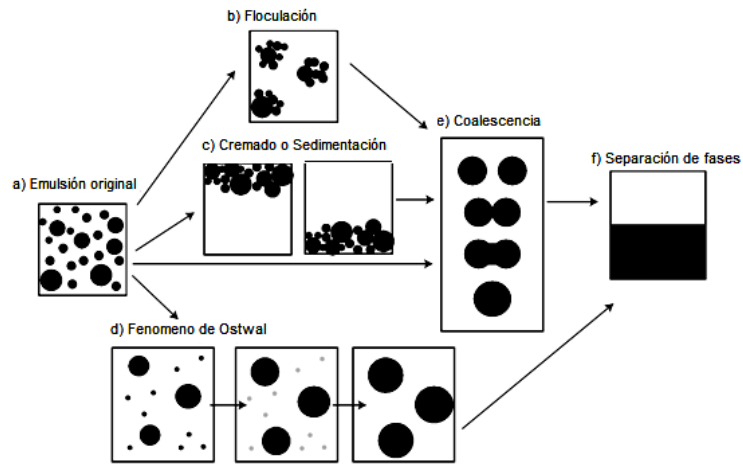 b) Floculación
c) Cremado o Sedimentación
e) Coalescencia
f) Separación de fases
a) Emulsión original
d) Fenomeno de Ostwal